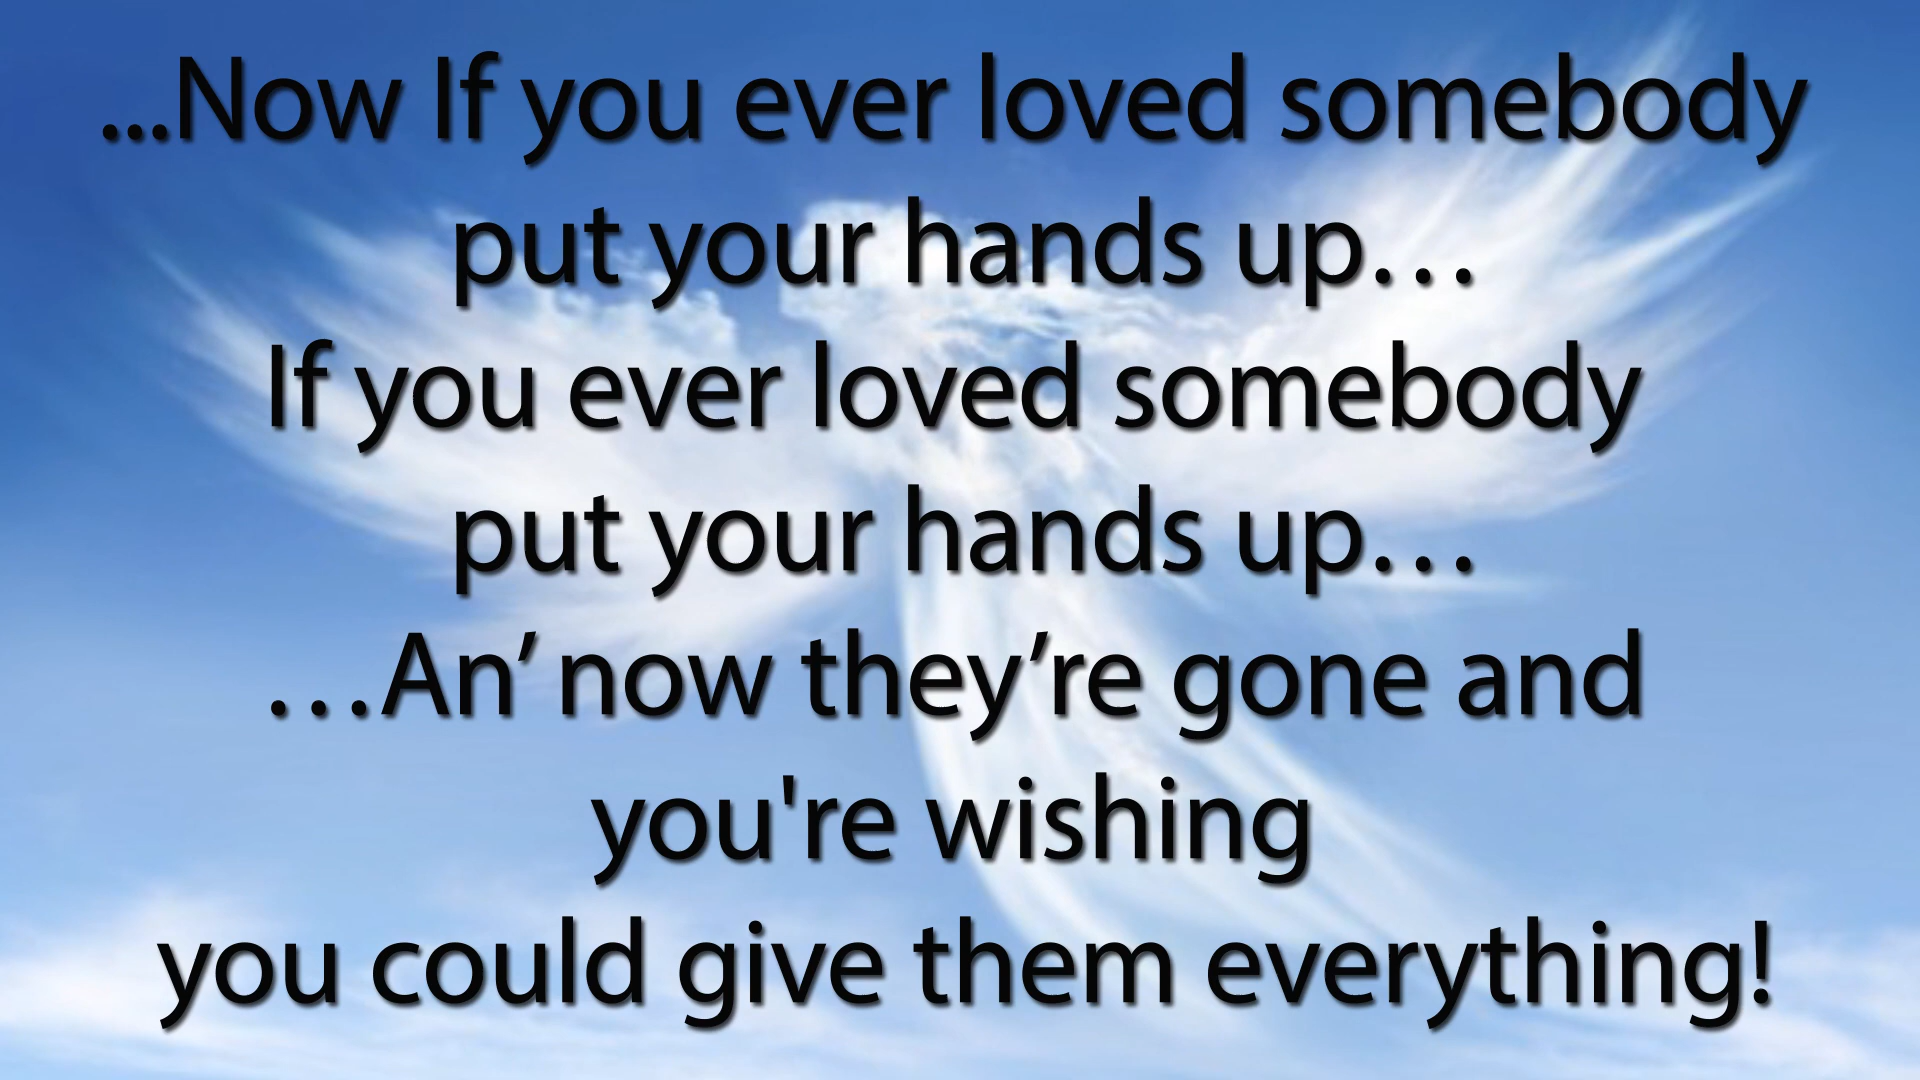 ...Now If you ever loved somebody
put your hands up…
If you ever loved somebody
put your hands up…
…An’ now they’re gone and
you're wishing
you could give them everything!